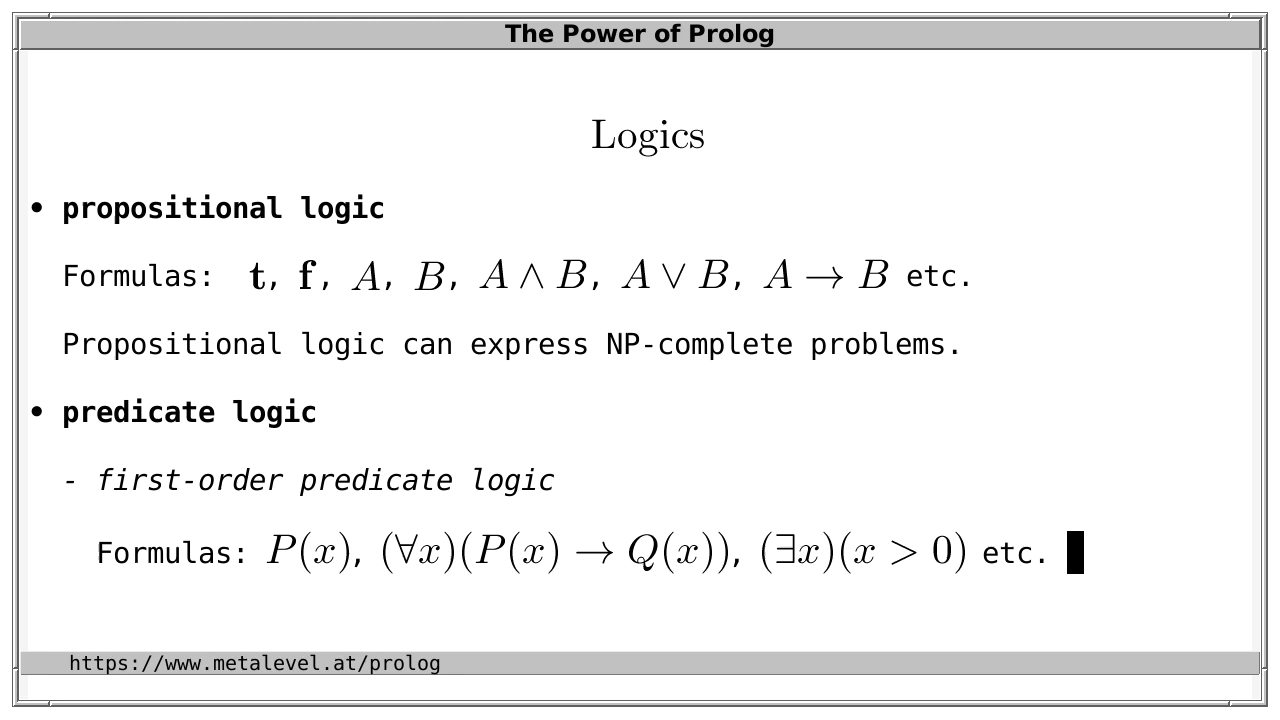 The Power of Prolog
Logics
• propositional logic
Formulas: t, f, A, B, A ∧ B, A ∨ B, A → B etc.
Propositional logic can express NP-complete problems.
• predicate logic
- first-order predicate logic
Formulas: P(x), (∀x)(P(x) → Q(x)), (∃x)(x > 0) etc.
https://www.metalevel.at/prolog